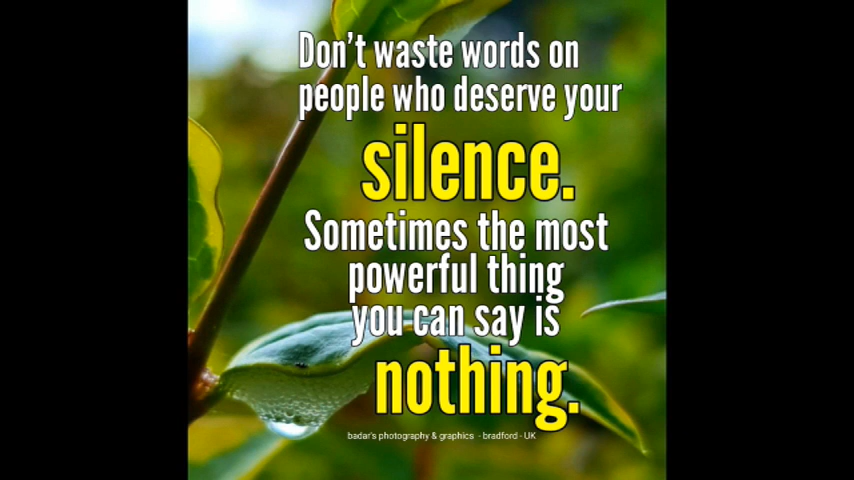 Don't waste words on
people who deserve your
silence.
Sometimes the most
powerful thing
you can say is
nothing.
badar's photography & graphics - bradford - UK